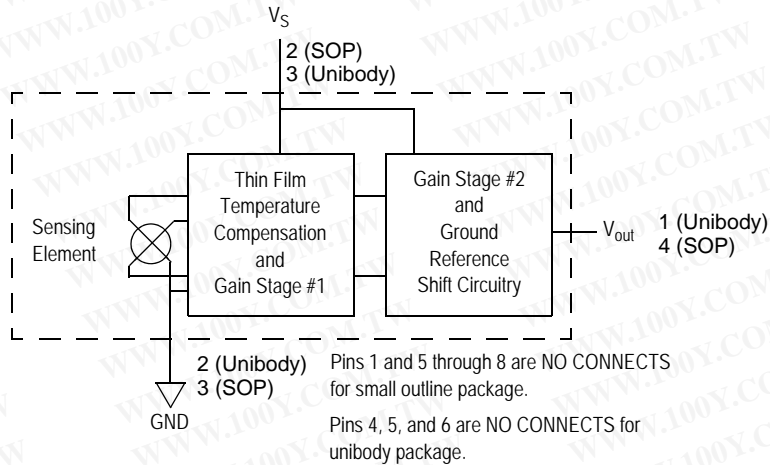 VS
2 (SOP)
3 (Unibody)
Sensing
Element
Thin Film
Temperature
Compensation
and
Gain Stage #1
Gain Stage #2
and
Ground
Reference
Shift Circuitry
Vout
1 (Unibody)
4 (SOP)
2 (Unibody)
3 (SOP)
GND
Pins 1 and 5 through 8 are NO CONNECTS
for small outline package.
Pins 4, 5, and 6 are NO CONNECTS for
unibody package.
WWW.100Y.COM.TW